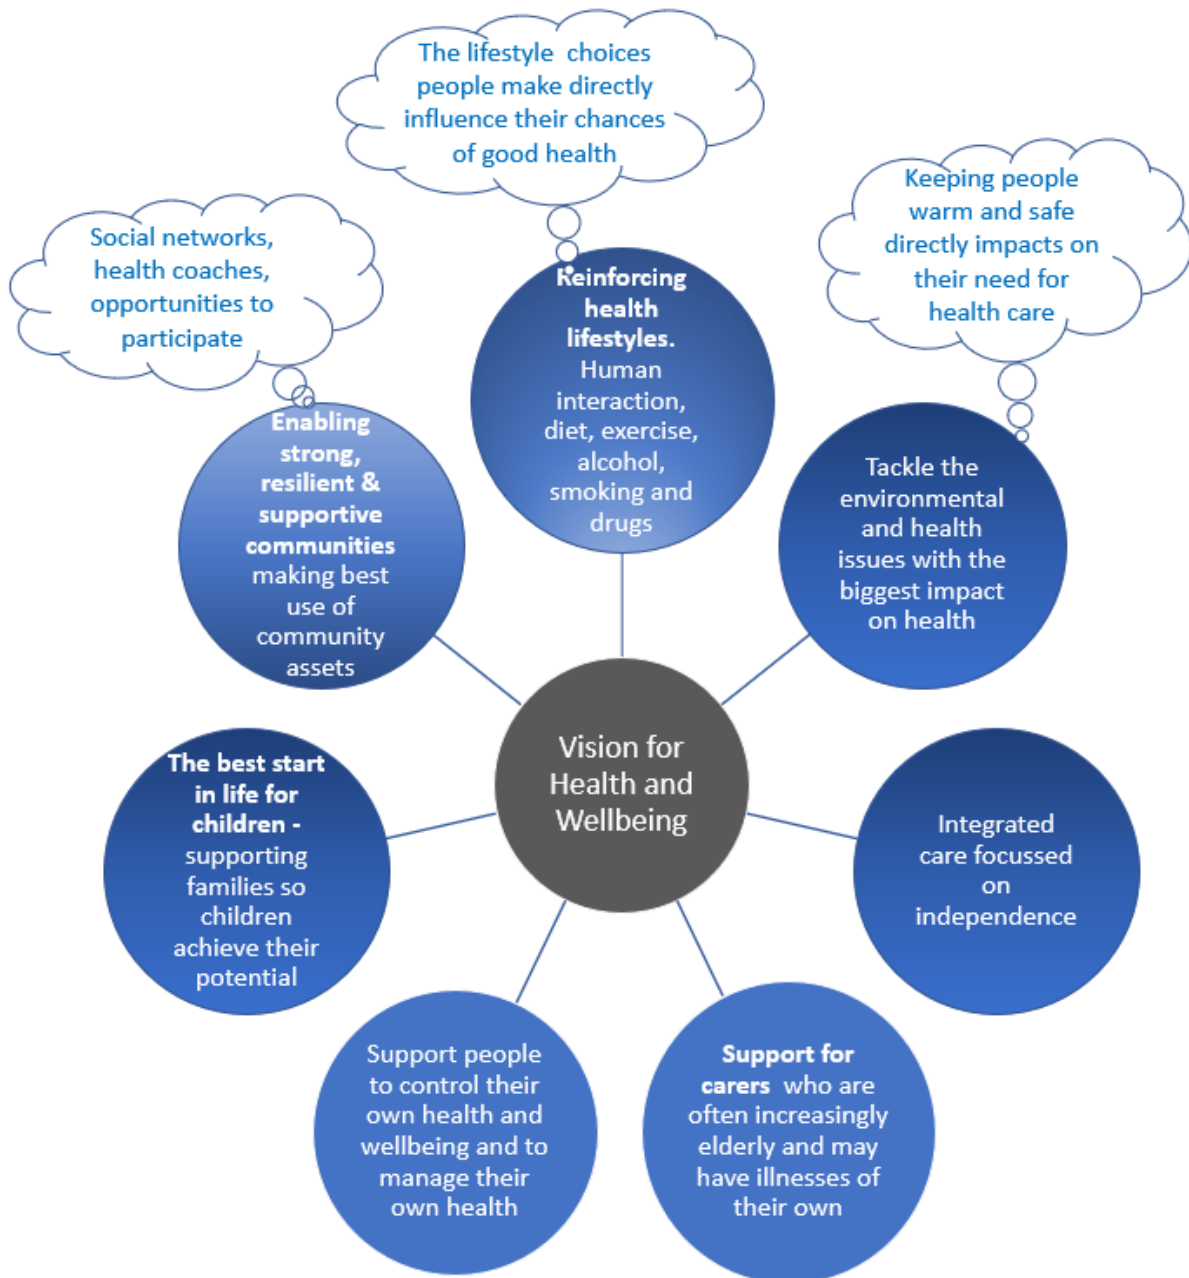 The lifestyle choices
people make directly
influence their chances
of good health
Keeping people
warm and safe
directly impacts on
their need for
health care
Social networks,
health coaches,
opportunities to
participate
Reinforcing
health
lifestyles.
Human
interaction,
diet, exercise,
alcohol,
smoking and
drugs
Enabling
strong,
resilient &
supportive
communities
making best
use of
community
assets
Tackle the
environmental
and health
issues with the
biggest impact
on health
Vision for
Health and
Wellbeing
The best start
in life for
children -
supporting
families so
children
achieve their
potential
Integrated
care focussed
on
independence
Support people
to control their
own health and
wellbeing and to
manage their
own health
Support for
carers who are
often increasingly
elderly and may
have illnesses of
their own